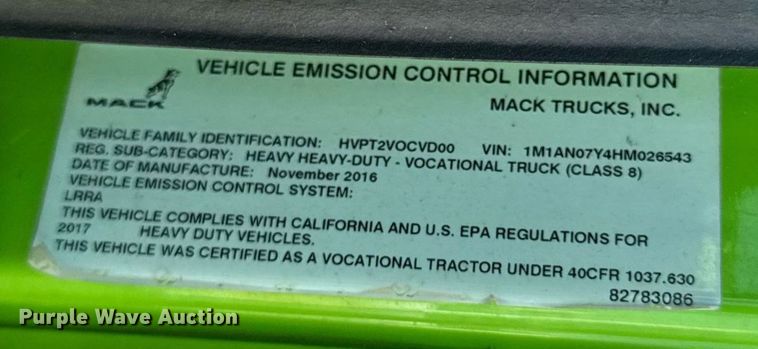 VEHICLE EMISSION CONTROL INFORMATION
MACK
MACK TRUCKS, INC.
VEHICLE FAMILY IDENTIFICATION: HVPT2VOCVD00 VIN: 1M1AN07Y4HM026543
REG. SUB-CATEGORY: HEAVY HEAVY-DUTY - VOCATIONAL TRUCK (CLASS 8)
DATE OF MANUFACTURE: November 2016
VEHICLE EMISSION CONTROL SYSTEM:
LRRA
THIS VEHICLE COMPLIES WITH CALIFORNIA AND U.S. EPA REGULATIONS FOR
2017 HEAVY DUTY VEHICLES.
THIS VEHICLE WAS CERTIFIED AS A VOCATIONAL TRACTOR UNDER 40CFR 1037.630
82783086
Purple Wave Auction